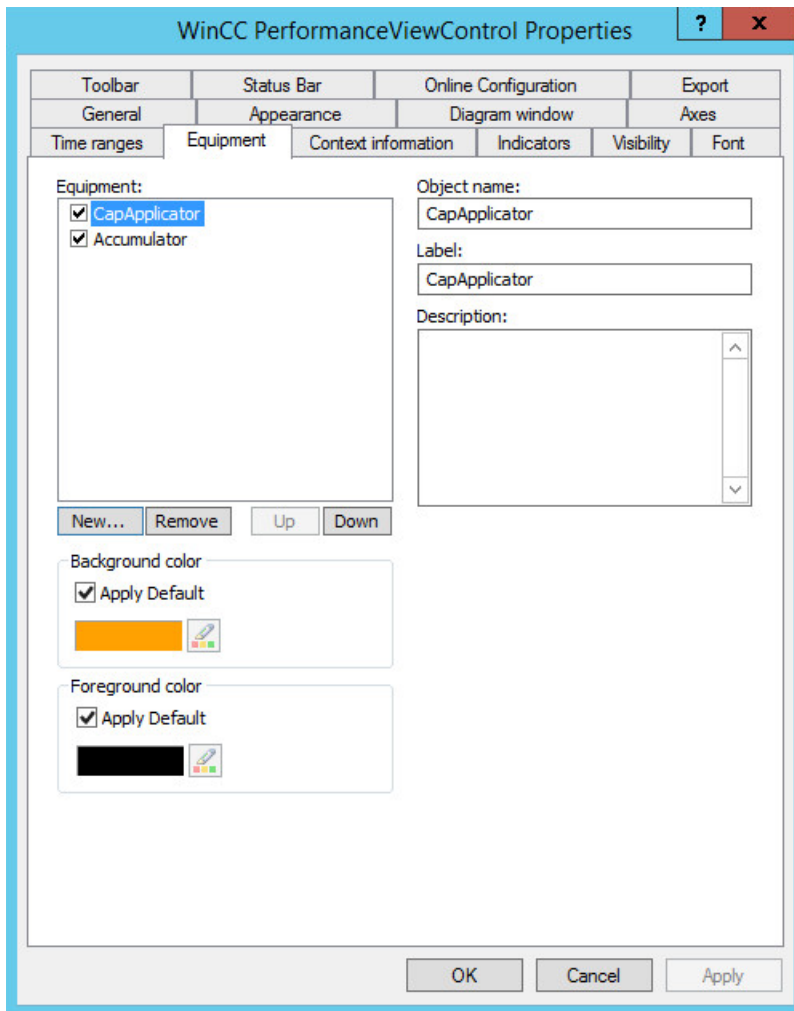 WinCC PerformanceViewControl Properties
?
x
Toolbar
Status Bar
Online Configuration
Export
General
Appearance
Diagram window
Axes
Time ranges
Equipment
Context information
Indicators
Visibility
Font
Equipment:
CapApplicator
Accumulator
New...
Remove
Up
Down
Background color
Apply Default
Foreground color
Apply Default
Object name:
CapApplicator
Label:
CapApplicator
Description:
OK
Cancel
Apply